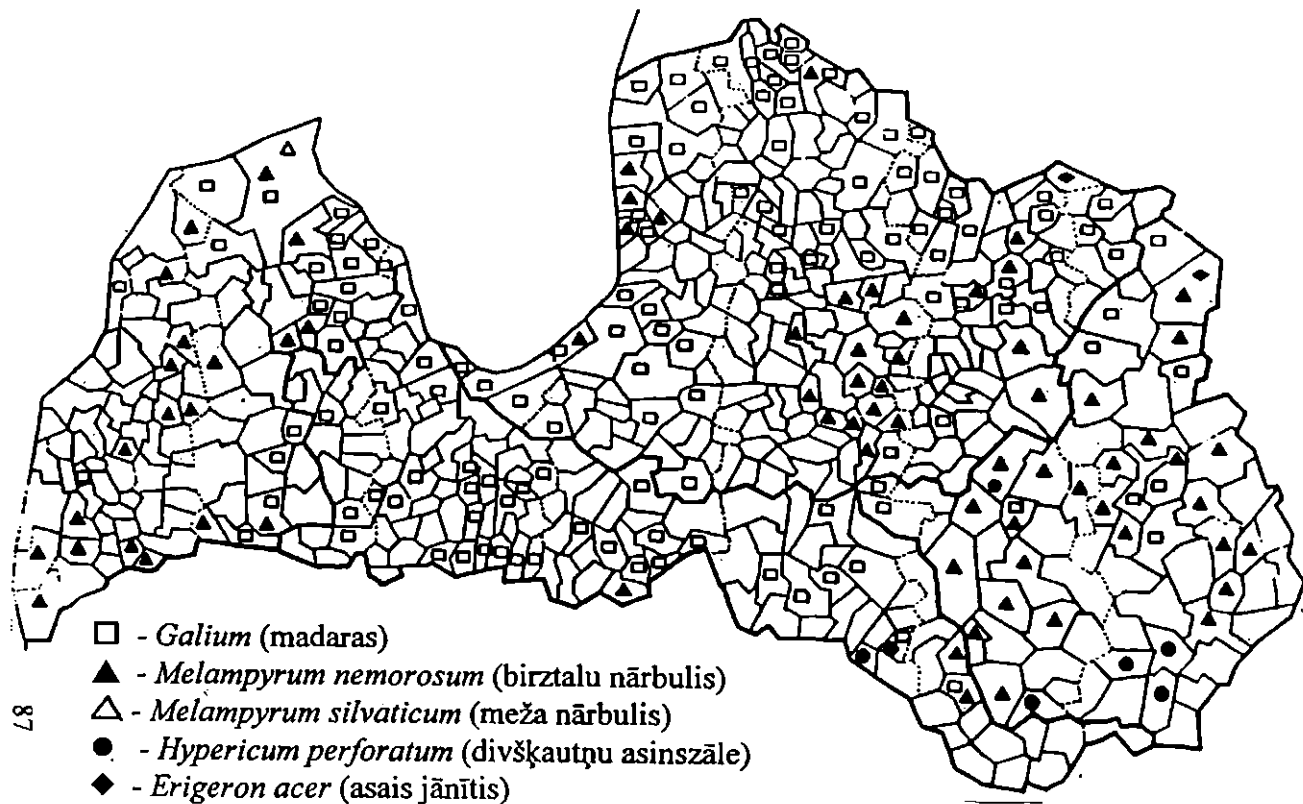 □ - Galium (madaras)
▲ - Melampyrum nemorosum (birztalu nārbulis)
△ - Melampyrum silvaticum (meža nārbulis)
● - Hypericum perforatum (divšķautņu asinszāle)
◆ - Erigeron acer (asais jānītis)
87